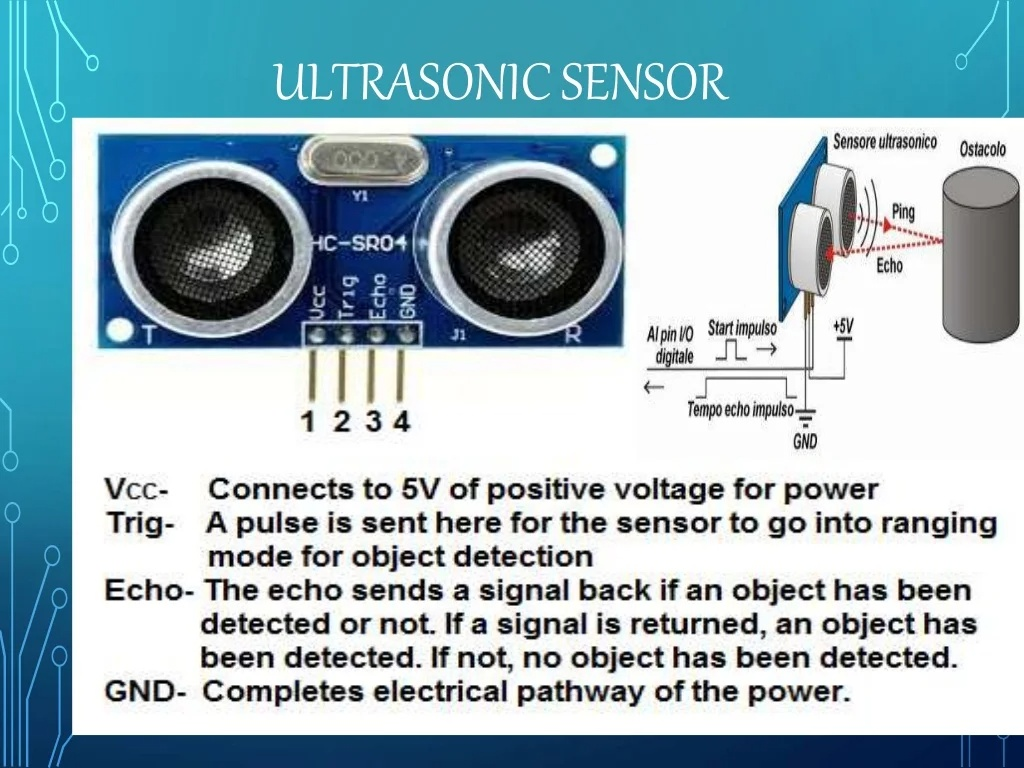 ULTRASONIC SENSOR
Y1
HC-SR04
Vcc
Trig
Echo
GND
T
J1
R
1 2 3 4
Sensore ultrasonico
Ostacolo
Ping
Echo
Al pin I/O
digitale
Start impulso
+5V
Tempo echo impulso
GND
Vcc- Connects to 5V of positive voltage for power
Trig- A pulse is sent here for the sensor to go into ranging
mode for object detection
Echo- The echo sends a signal back if an object has been
detected or not. If a signal is returned, an object has
been detected. If not, no object has been detected.
GND- Completes electrical pathway of the power.